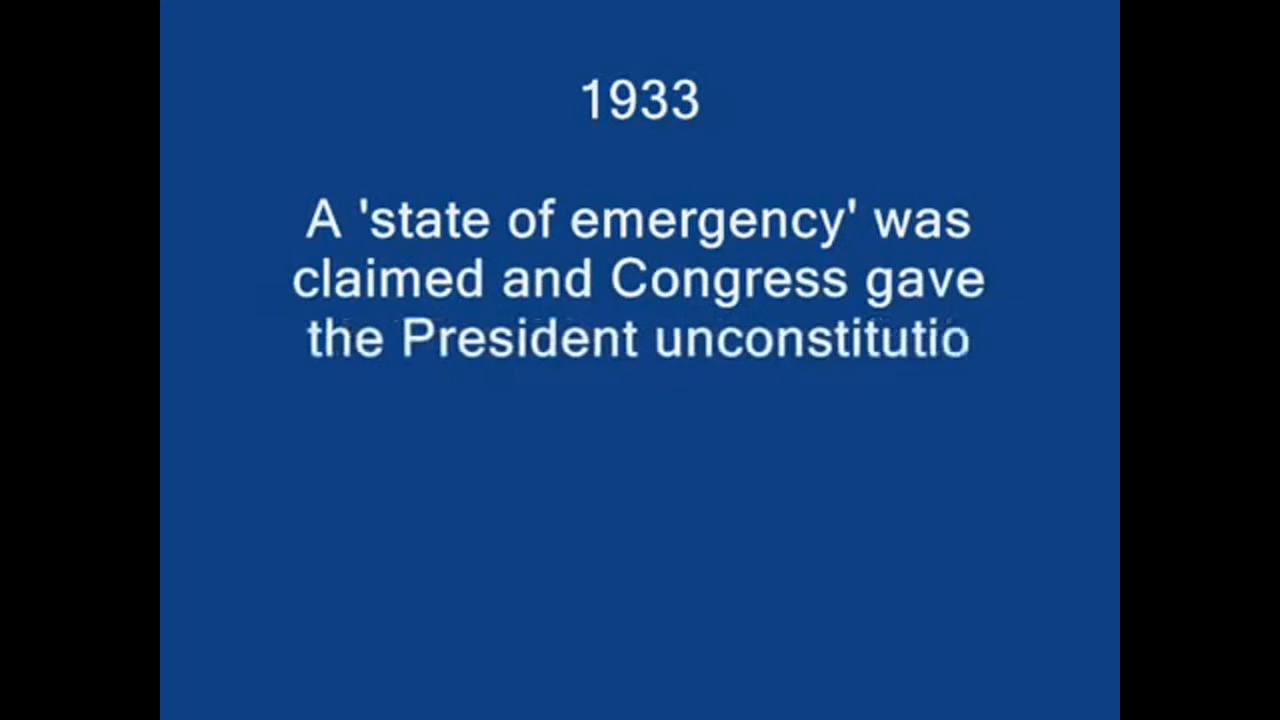 1933
A 'state of emergency' was
claimed and Congress gave
the President unconstitutio